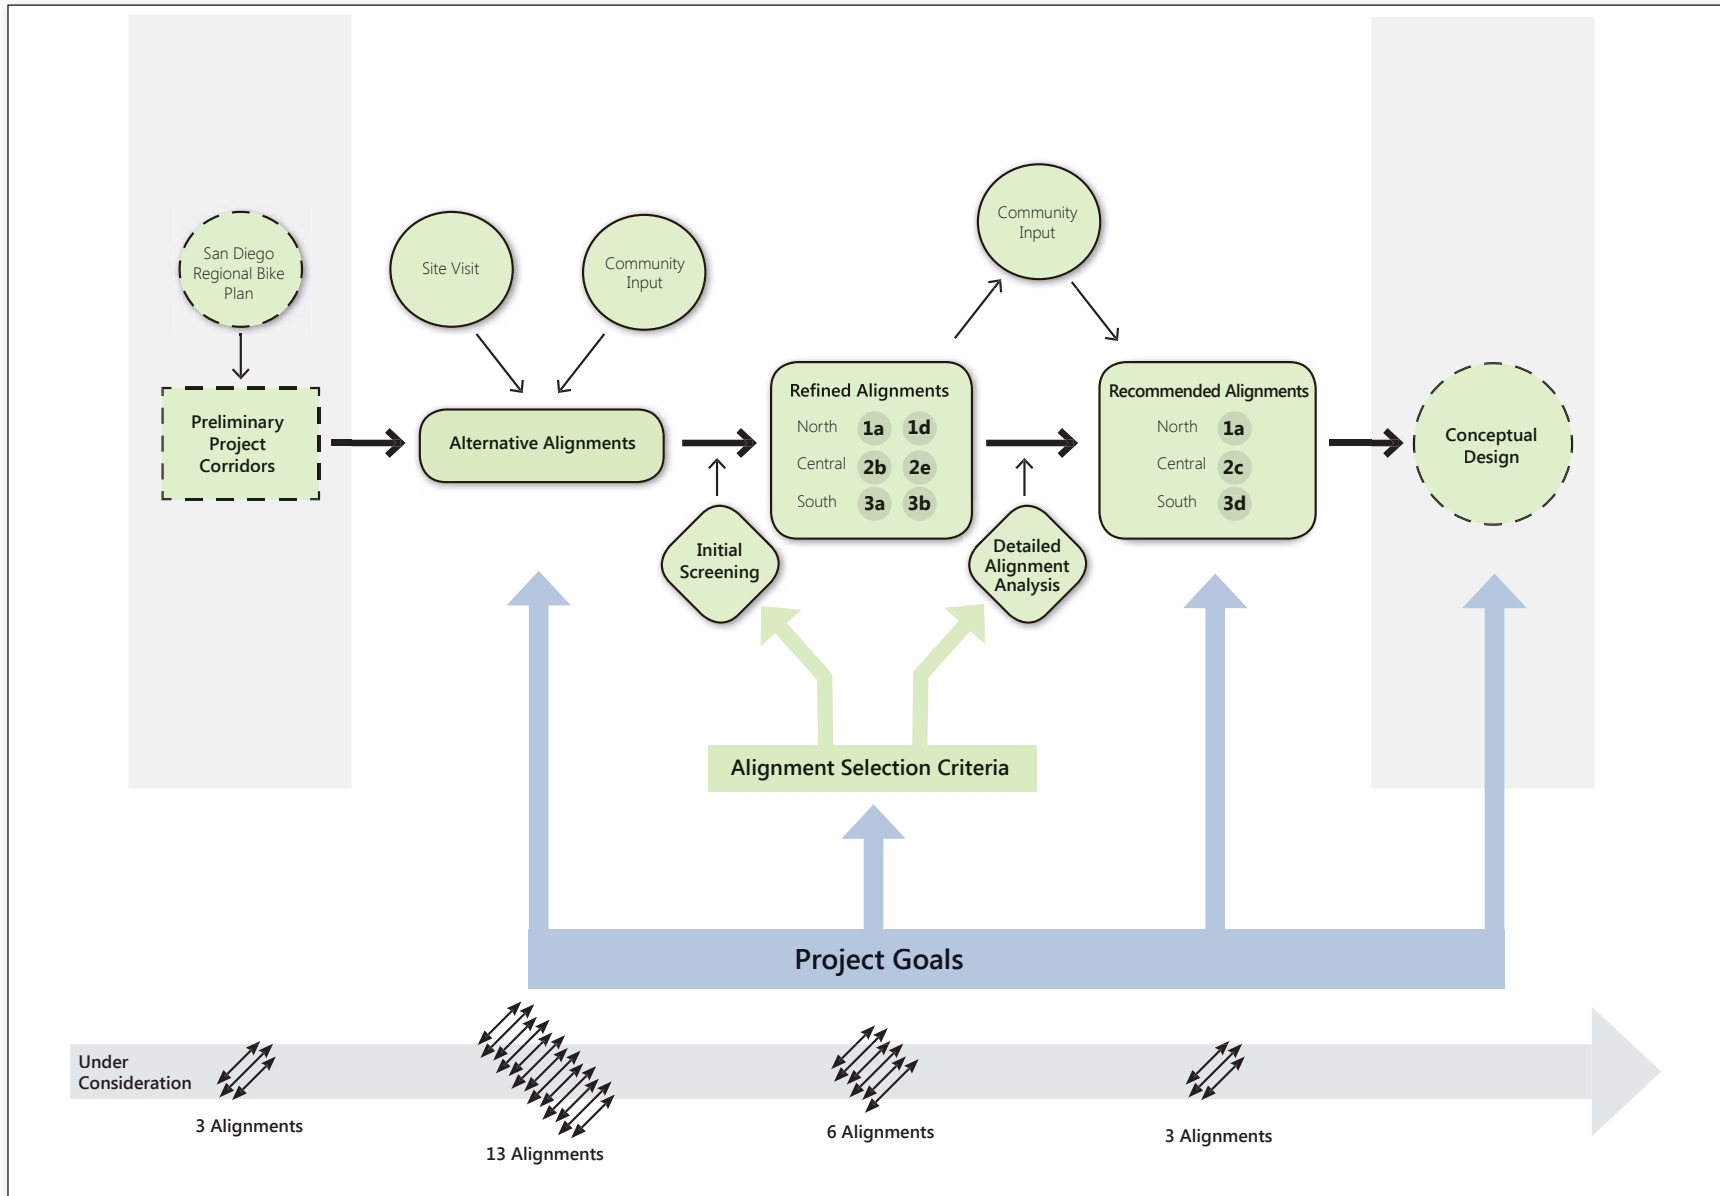 San Diego
Regional Bike
Plan
Site Visit
Community
Input
Community
Input
Preliminary
Project
Corridors
Alternative Alignments
Refined Alignments
North 1a 1d
Central 2b 2e
South 3a 3b
Recommended Alignments
North 1a
Central 2c
South 3d
Conceptual
Design
Initial
Screening
Detailed
Alignment
Analysis
Alignment Selection Criteria
Project Goals
Under
Consideration
3 Alignments
13 Alignments
6 Alignments
3 Alignments